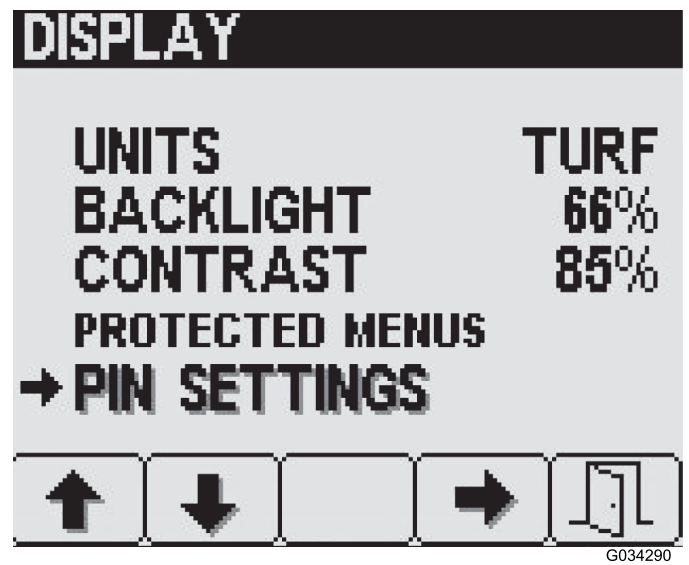 DISPLAY
UNITS TURF
BACKLIGHT 66%
CONTRAST 85%
PROTECTED MENUS
PIN SETTINGS
G034290